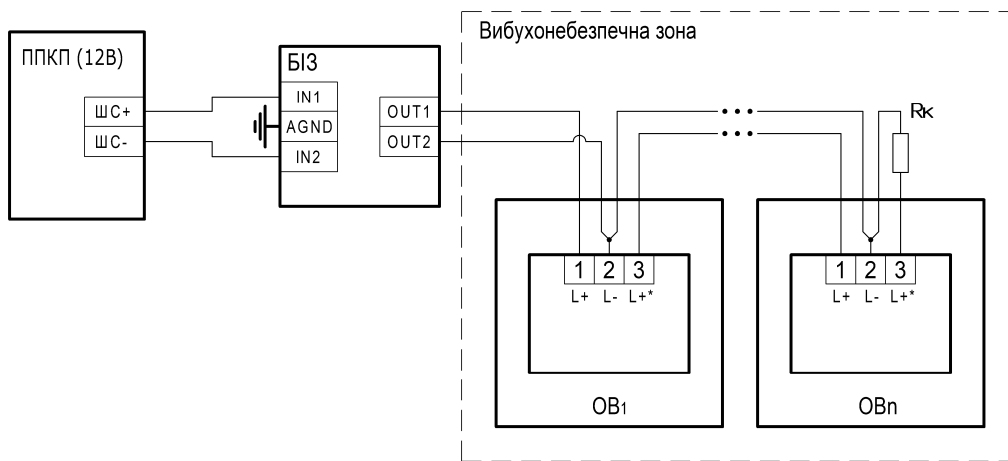 Вибухонебезпечна зона
ППКП (12В)
ШС+
ШС-
БІЗ
IN1
AGND
IN2
OUT1
OUT2
Rк
1 2 3
L+ L- L+*
ОВ1
1 2 3
L+ L- L+*
ОВn